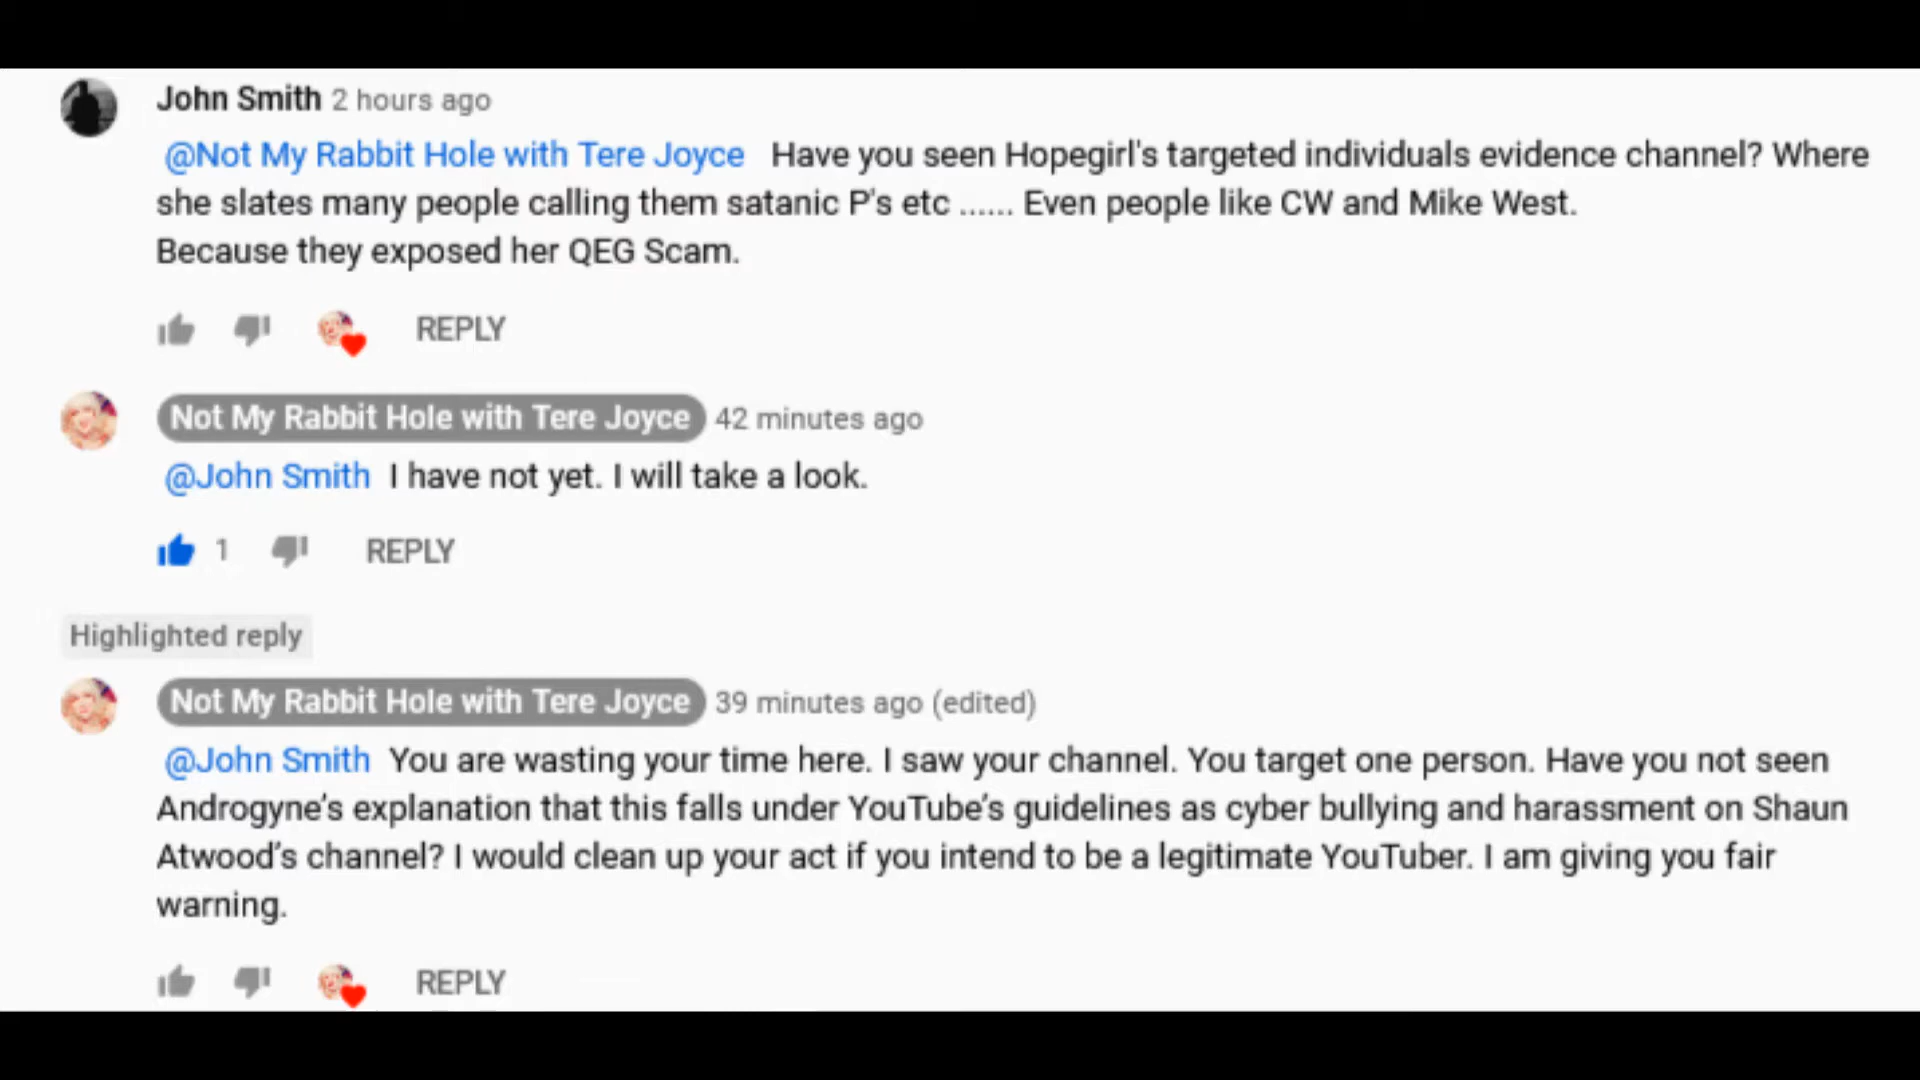 John Smith 2 hours ago
@Not My Rabbit Hole with Tere Joyce Have you seen Hopegirl's targeted individuals evidence channel? Where
she slates many people calling them satanic P's etc ...... Even people like CW and Mike West.
Because they exposed her QEG Scam.
REPLY
Not My Rabbit Hole with Tere Joyce 42 minutes ago
@John Smith I have not yet. I will take a look.
1 REPLY
Highlighted reply
Not My Rabbit Hole with Tere Joyce 39 minutes ago (edited)
@John Smith You are wasting your time here. I saw your channel. You target one person. Have you not seen
Androgyne’s explanation that this falls under YouTube’s guidelines as cyber bullying and harassment on Shaun
Atwood’s channel? I would clean up your act if you intend to be a legitimate YouTuber. I am giving you fair
warning.
REPLY